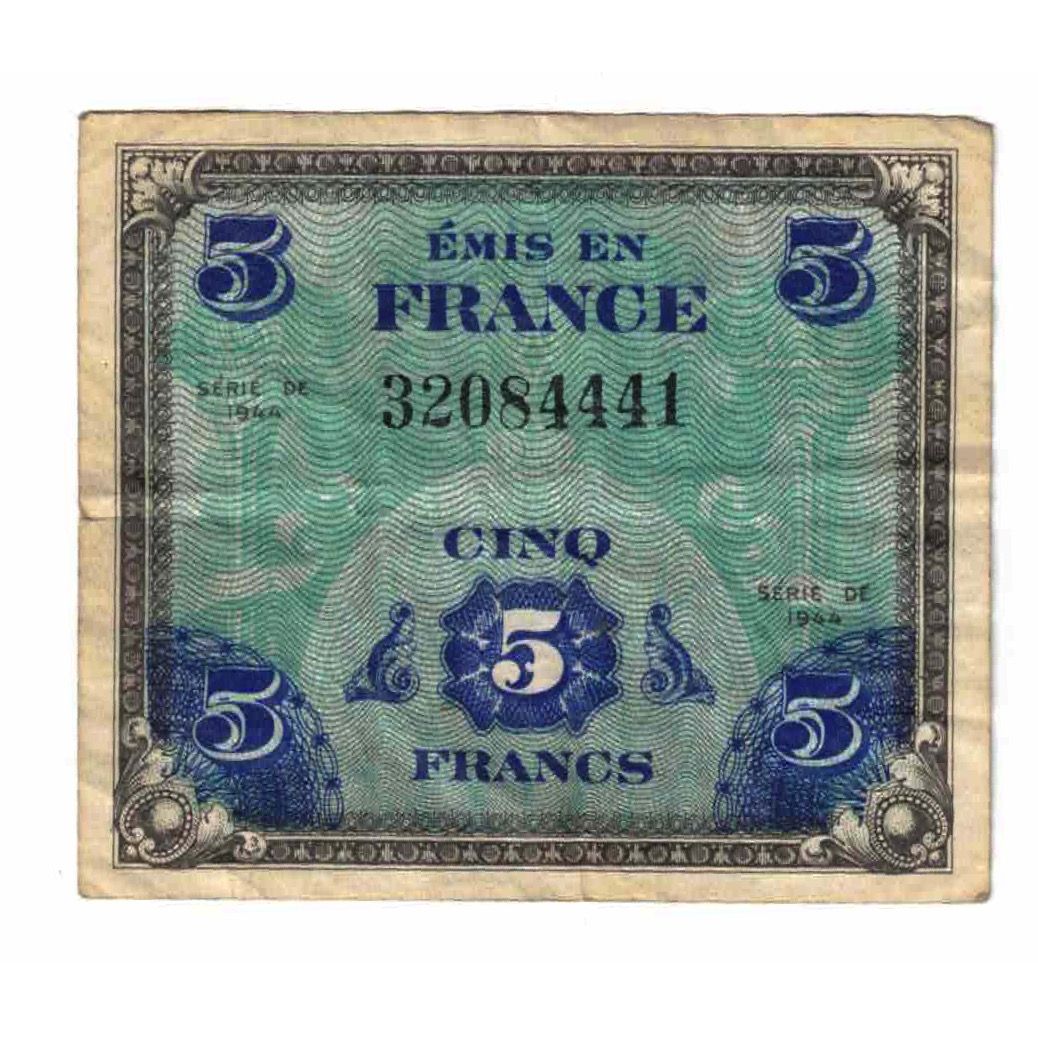 5 ÉMIS EN 5
FRANCE
SÉRIE DE
1944
32084441
CINQ
5
SÉRIE DE
1944
5 5
FRANCS